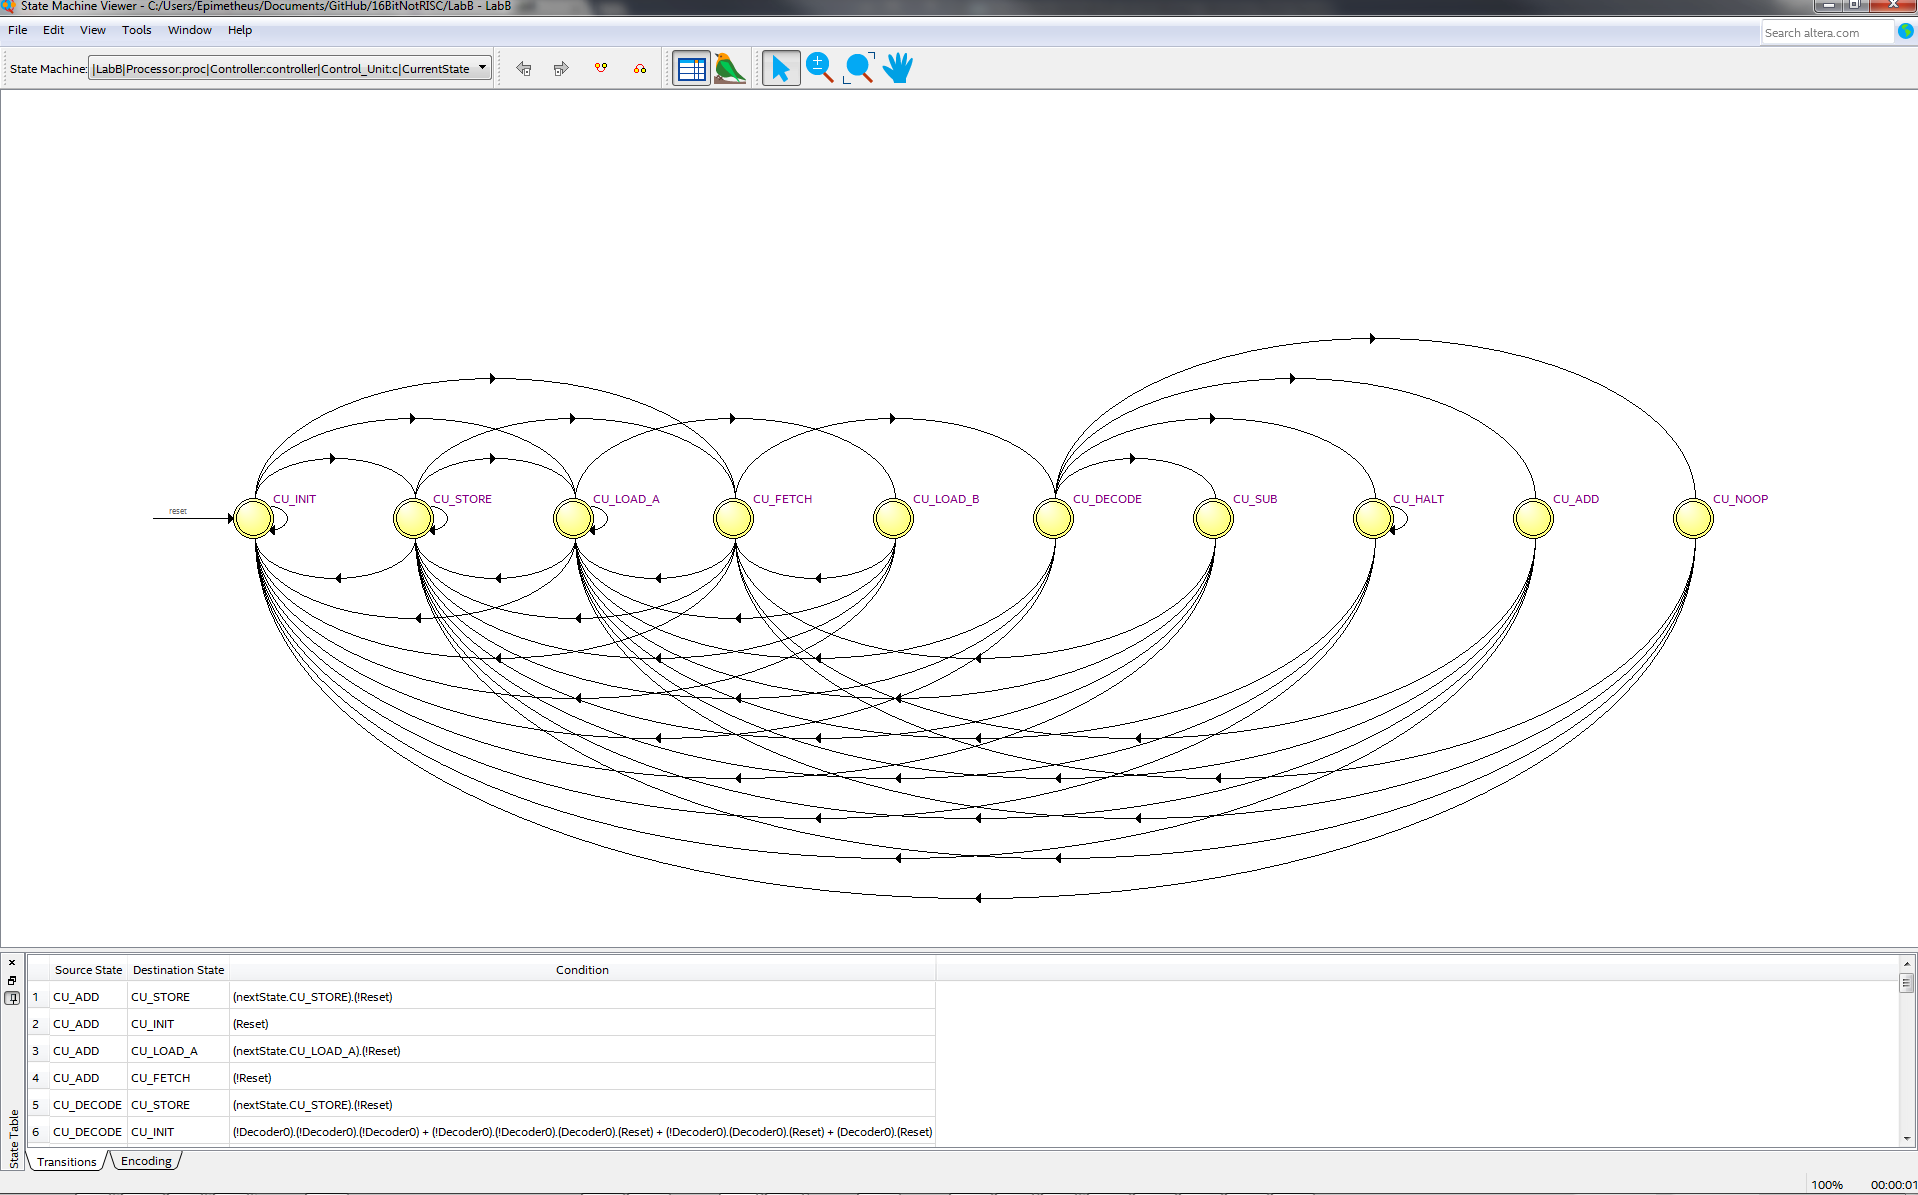 State Machine Viewer - C:/Users/Epimetheus/Documents/GitHub/16BitNotRISC/LabB - LabB
File Edit View Tools Window Help
Search altera.com
State Machine: |LabB|Processor:proc|Controller:controller|Control_Unit:c|CurrentState
reset
CU_INIT CU_STORE CU_LOAD_A CU_FETCH CU_LOAD_B CU_DECODE CU_SUB CU_HALT CU_ADD CU_NOOP
Source State Destination State Condition
1 CU_ADD CU_STORE (nextState.CU_STORE).(!Reset)
2 CU_ADD CU_INIT (Reset)
3 CU_ADD CU_LOAD_A (nextState.CU_LOAD_A).(!Reset)
4 CU_ADD CU_FETCH (!Reset)
5 CU_DECODE CU_STORE (nextState.CU_STORE).(!Reset)
6 CU_DECODE CU_INIT (!Decoder0).(!Decoder0).(!Decoder0) + (!Decoder0).(!Decoder0).(Decoder0).(Reset) + (!Decoder0).(Decoder0).(Reset) + (Decoder0).(Reset)
State Table
Transitions Encoding
100% 00:00:01